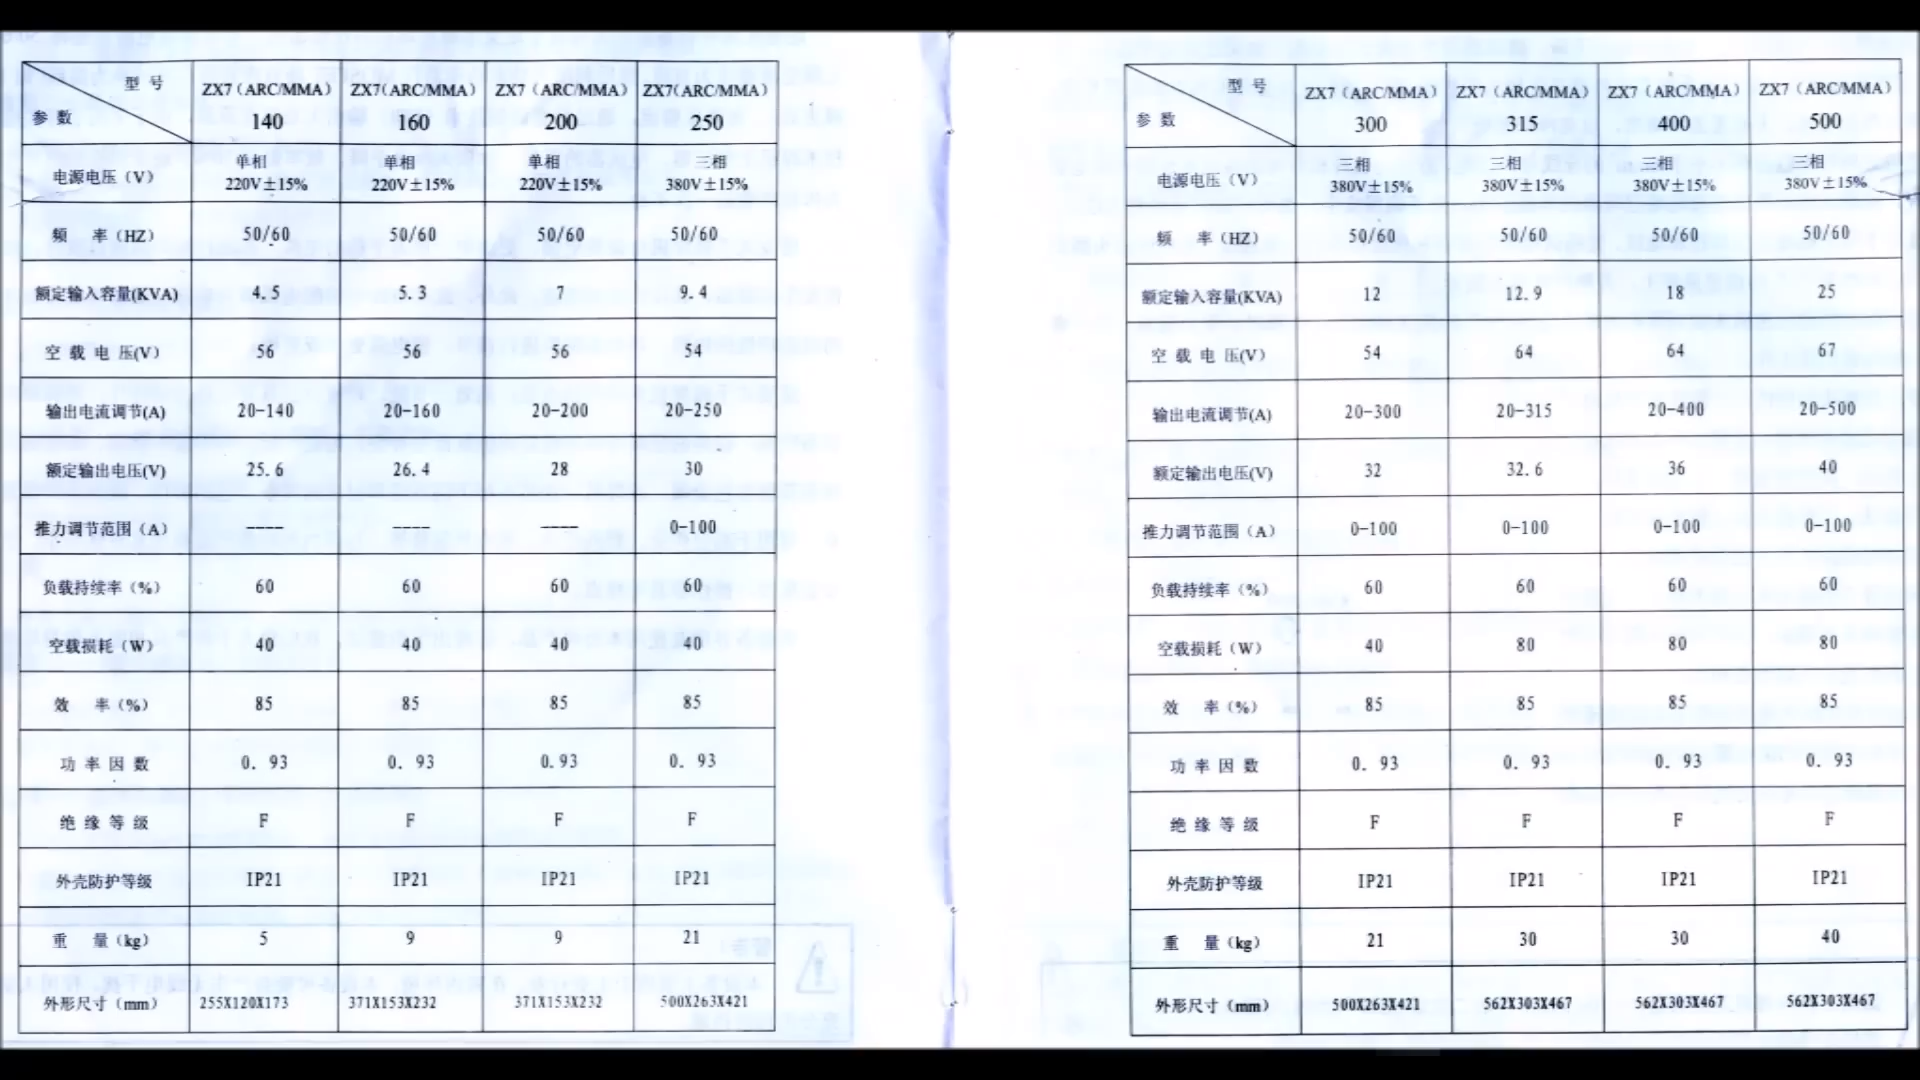 型 号 ZX7（ARC/MMA） ZX7（ARC/MMA） ZX7（ARC/MMA） ZX7(ARC/MMA)
参 数 140 160 200 250
电源电压（V） 单相 单相 单相 三相
220V±15% 220V±15% 220V±15% 380V±15%
频 率(HZ) 50/60 50/60 50/60 50/60
额定输入容量(KVA) 4.5 5.3 7 9.4
空 载 电 压(V) 56 56 56 54
输出电流调节(A) 20-140 20-160 20-200 20-250
额定输出电压(V) 25.6 26.4 28 30
推力调节范围（A） ---- ---- ---- 0-100
负载持续率（%） 60 60 60 60
空载损耗（W） 40 40 40 40
效 率(%) 85 85 85 85
功 率 因 数 0.93 0.93 0.93 0.93
绝 缘 等 级 F F F F
外壳防护等级 IP21 IP21 IP21 IP21
重 量(kg) 5 9 9 21
外形尺寸（mm） 255X120X173 371X153X232 371X153X232 500X263X421
型 号 ZX7（ARC/MMA） ZX7（ARC/MMA） ZX7（ARC/MMA） ZX7（ARC/MMA）
参 数 300 315 400 500
电源电压（V） 三相 三相 三相 三相
380V±15% 380V±15% 380V±15% 380V±15%
频 率(HZ) 50/60 50/60 50/60 50/60
额定输入容量(KVA) 12 12.9 18 25
空 载 电 压(V) 54 64 64 67
输出电流调节(A) 20-300 20-315 20-400 20-500
额定输出电压(V) 32 32.6 36 40
推力调节范围（A） 0-100 0-100 0-100 0-100
负载持续率（%） 60 60 60 60
空载损耗（W） 40 80 80 80
效 率(%) 85 85 85 85
功 率 因 数 0.93 0.93 0.93 0.93
绝 缘 等 级 F F F F
外壳防护等级 IP21 IP21 IP21 IP21
重 量(kg) 21 30 30 40
外形尺寸（mm） 500X263X421 562X303X467 562X303X467 562X303X467